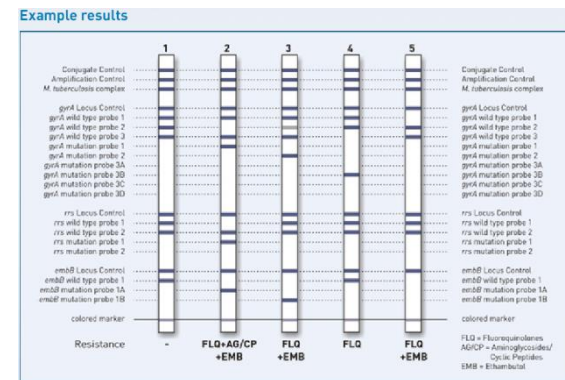 Example results
1 2 3 4 5
Conjugate Control
Amplification Control
M. tuberculosis complex
gyrA Locus Control
gyrA wild type probe 1
gyrA wild type probe 2
gyrA wild type probe 3
gyrA mutation probe 1
gyrA mutation probe 2
gyrA mutation probe 3A
gyrA mutation probe 3B
gyrA mutation probe 3C
gyrA mutation probe 3D
rrs Locus Control
rrs wild type probe 1
rrs wild type probe 2
rrs mutation probe 1
rrs mutation probe 2
embB Locus Control
embB wild type probe 1
embB mutation probe 1A
embB mutation probe 1B
colored marker
Conjugate Control
Amplification Control
M. tuberculosis complex
gyrA Locus Control
gyrA wild type probe 1
gyrA wild type probe 2
gyrA wild type probe 3
gyrA mutation probe 1
gyrA mutation probe 2
gyrA mutation probe 3A
gyrA mutation probe 3B
gyrA mutation probe 3C
gyrA mutation probe 3D
rrs Locus Control
rrs wild type probe 1
rrs wild type probe 2
rrs mutation probe 1
rrs mutation probe 2
embB Locus Control
embB wild type probe 1
embB mutation probe 1A
embB mutation probe 1B
colored marker
Resistance - FLQ+AG/CP FLQ FLQ FLQ
+EMB +EMB +EMB
FLQ = Fluoroquinolones
AG/CP = Aminoglycosides/
Cyclic Peptides
EMB = Ethambutol